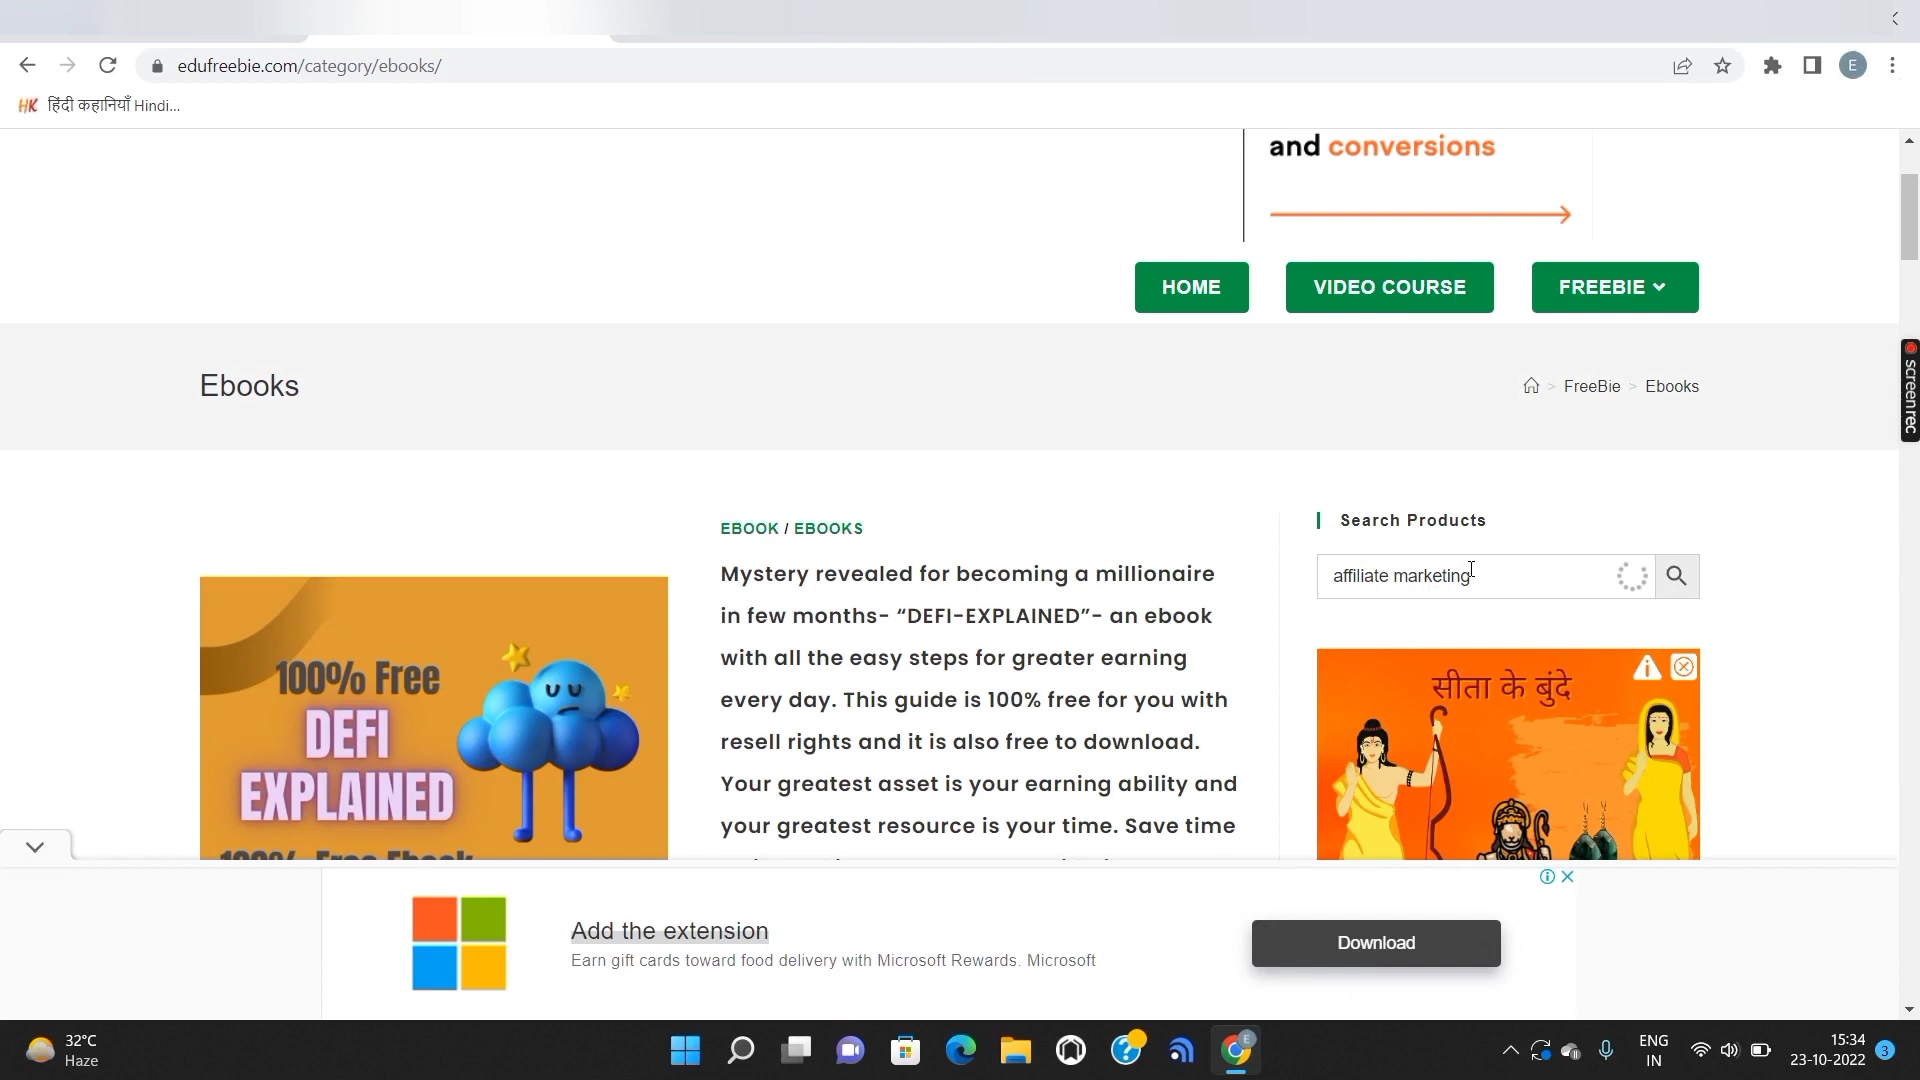 edufreebie.com/category/ebooks/
E
HK हिंदी कहानियाँ Hindi...
and conversions
HOME
VIDEO COURSE
FREEBIE
Ebooks
> FreeBie > Ebooks
EBOOK / EBOOKS
Mystery revealed for becoming a millionaire
in few months- “DEFI-EXPLAINED”- an ebook
with all the easy steps for greater earning
every day. This guide is 100% free for you with
resell rights and it is also free to download.
Your greatest asset is your earning ability and
your greatest resource is your time. Save time
100% Free
DEFI
EXPLAINED
100% Free Ebook
Search Products
affiliate marketing
सीता के बुंदे
screenrec
Add the extension
Earn gift cards toward food delivery with Microsoft Rewards. Microsoft
Download
32°C
Haze
E
ENG
IN
15:34
23-10-2022
3